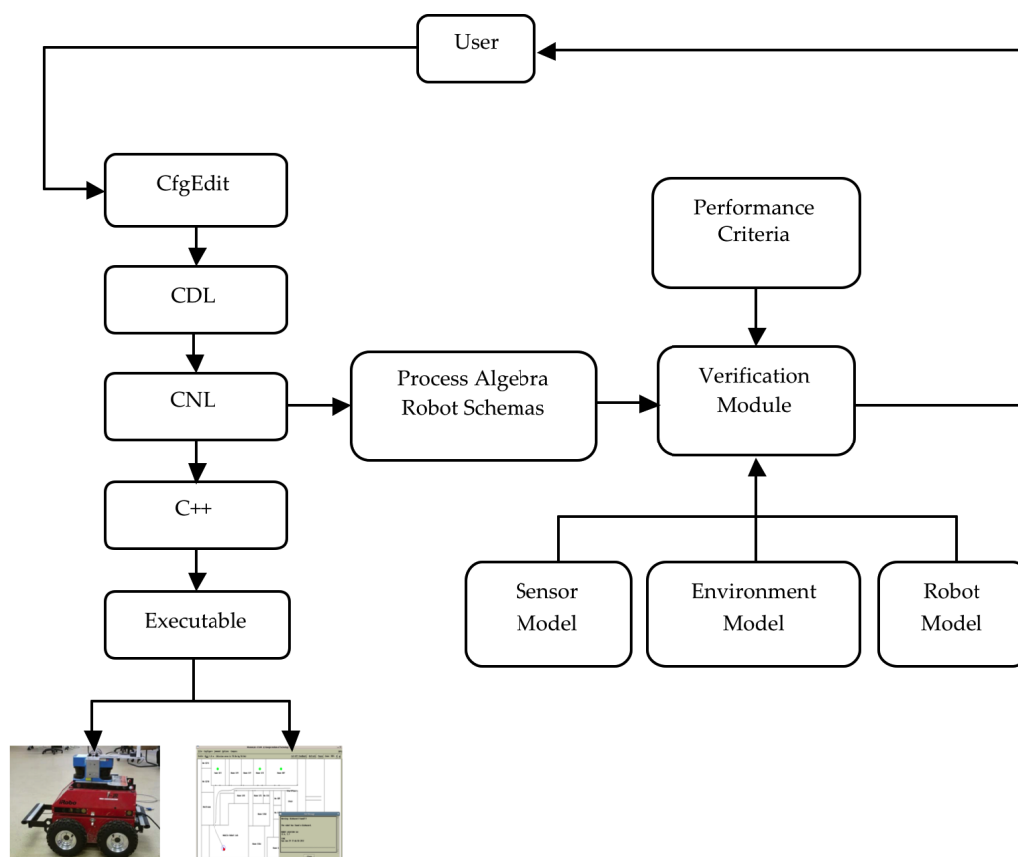 User
CfgEdit
Performance
Criteria
CDL
CNL
Process Algebra
Robot Schemas
Verification
Module
C++
Sensor
Model
Environment
Model
Robot
Model
Executable